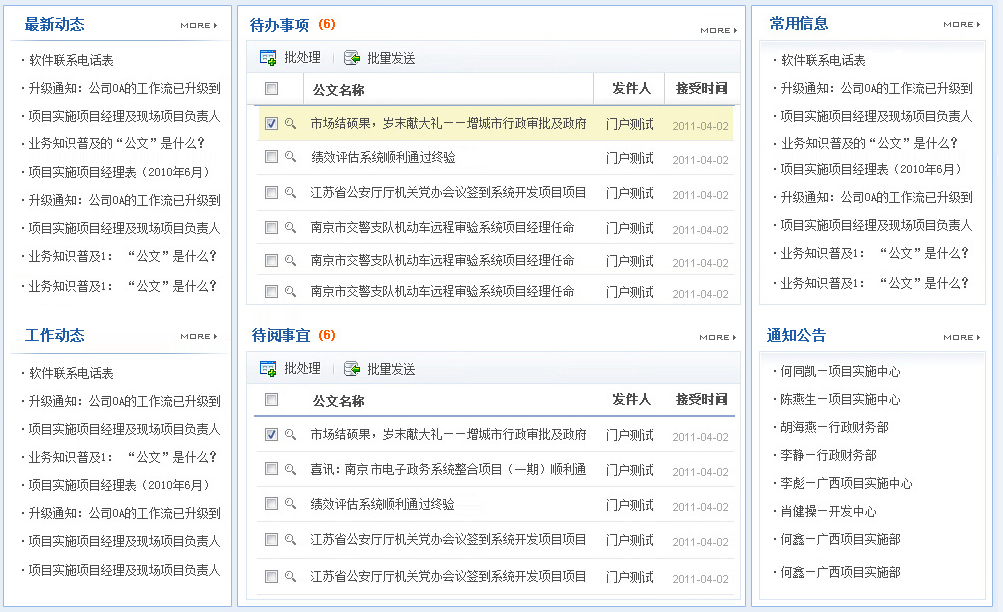 最新动态 MORE
·软件联系电话表
·升级通知：公司OA的工作流已升级到
·项目实施项目经理及现场项目负责人
·业务知识普及的“公文”是什么？
·项目实施项目经理表（2010年6月）
·升级通知：公司OA的工作流已升级到
·项目实施项目经理及现场项目负责人
·业务知识普及1： “公文”是什么？
·业务知识普及1： “公文”是什么？
工作动态 MORE
·软件联系电话表
·升级通知：公司OA的工作流已升级到
·项目实施项目经理及现场项目负责人
·业务知识普及1： “公文”是什么？
·项目实施项目经理表（2010年6月）
·升级通知：公司OA的工作流已升级到
·项目实施项目经理及现场项目负责人
·项目实施项目经理及现场项目负责人
待办事项 (6) MORE
批处理 批量发送
公文名称 发件人 接受时间
市场结硕果，岁末献大礼－－增城市行政审批及政府 门户测试 2011-04-02
绩效评估系统顺利通过终验 门户测试 2011-04-02
江苏省公安厅厅机关党办会议签到系统开发项目项目 门户测试 2011-04-02
南京市交警支队机动车远程审验系统项目经理任命 门户测试 2011-04-02
南京市交警支队机动车远程审验系统项目经理任命 门户测试 2011-04-02
南京市交警支队机动车远程审验系统项目经理任命 门户测试 2011-04-02
待阅事宜 (6) MORE
批处理 批量发送
公文名称 发件人 接受时间
市场结硕果，岁末献大礼－－增城市行政审批及政府 门户测试 2011-04-02
喜讯：南京市电子政务系统整合项目（一期）顺利通 门户测试 2011-04-02
绩效评估系统顺利通过终验 门户测试 2011-04-02
江苏省公安厅厅机关党办会议签到系统开发项目项目 门户测试 2011-04-02
江苏省公安厅厅机关党办会议签到系统开发项目项目 门户测试 2011-04-02
常用信息 MORE
·软件联系电话表
·升级通知：公司OA的工作流已升级到
·项目实施项目经理及现场项目负责人
·业务知识普及的“公文”是什么？
·项目实施项目经理表（2010年6月）
·升级通知：公司OA的工作流已升级到
·项目实施项目经理及现场项目负责人
·业务知识普及1： “公文”是什么？
·业务知识普及1： “公文”是什么？
通知公告 MORE
·何同凯－项目实施中心
·陈燕生－项目实施中心
·胡海燕－行政财务部
·李静－行政财务部
·李彪－广西项目实施中心
·肖健操－开发中心
·何鑫－广西项目实施部
·何鑫－广西项目实施部